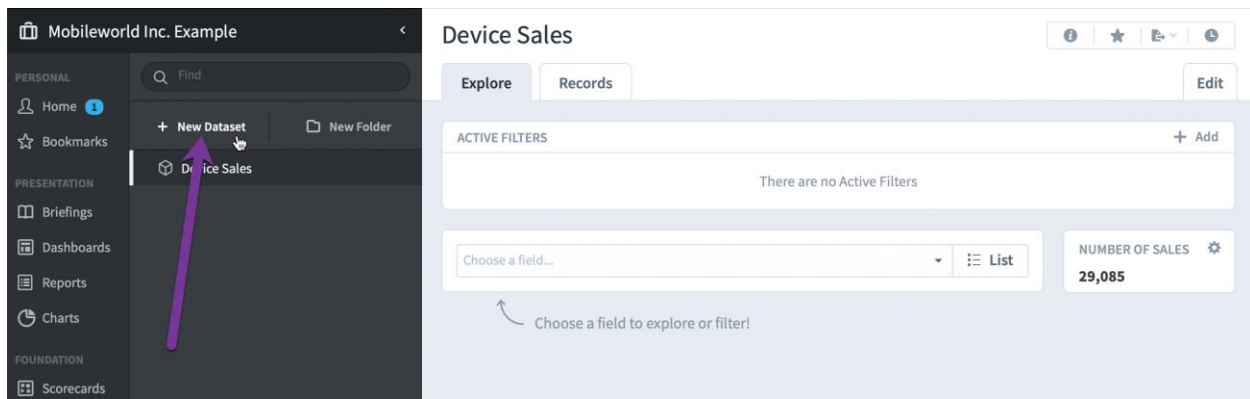 Mobileworld Inc. Example
PERSONAL
Home 1
Bookmarks
PRESENTATION
Briefings
Dashboards
Reports
Charts
FOUNDATION
Scorecards
Find
+ New Dataset
New Folder
Device Sales
Device Sales
Explore
Records
Edit
ACTIVE FILTERS
+ Add
There are no Active Filters
Choose a field...
List
NUMBER OF SALES
29,085
Choose a field to explore or filter!